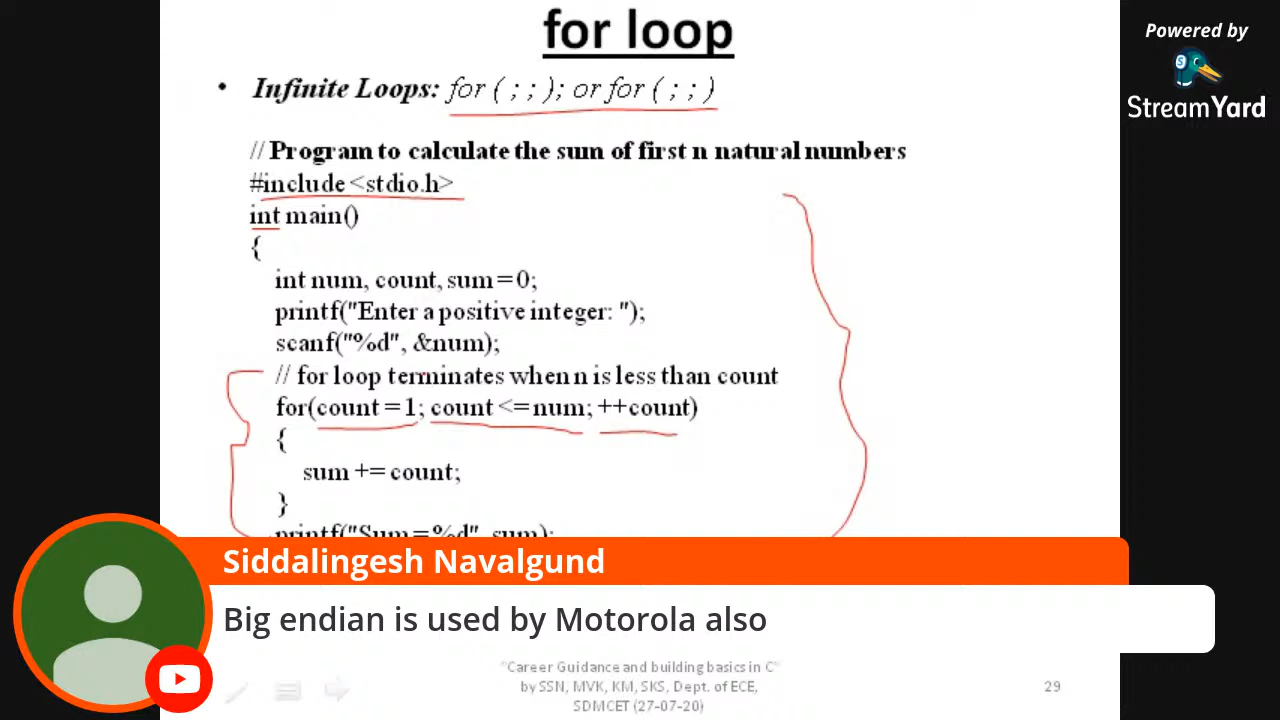 for loop
Powered by
StreamYard
• Infinite Loops: for ( ; ; ); or for ( ; ; )
// Program to calculate the sum of first n natural numbers
#include <stdio.h>
int main()
{
int num, count, sum=0;
printf("Enter a positive integer: ");
scanf("%d", &num);
// for loop terminates when n is less than count
for(count =1; count <=num; ++count)
{
sum += count;
}
printf("Sum =%d", sum);
Siddalingesh Navalgund
Big endian is used by Motorola also
"Career Guidance and building basics in C"
by SSN, MVK, KM, SKS, Dept. of ECE,
SDMCET (27-07-20)
29